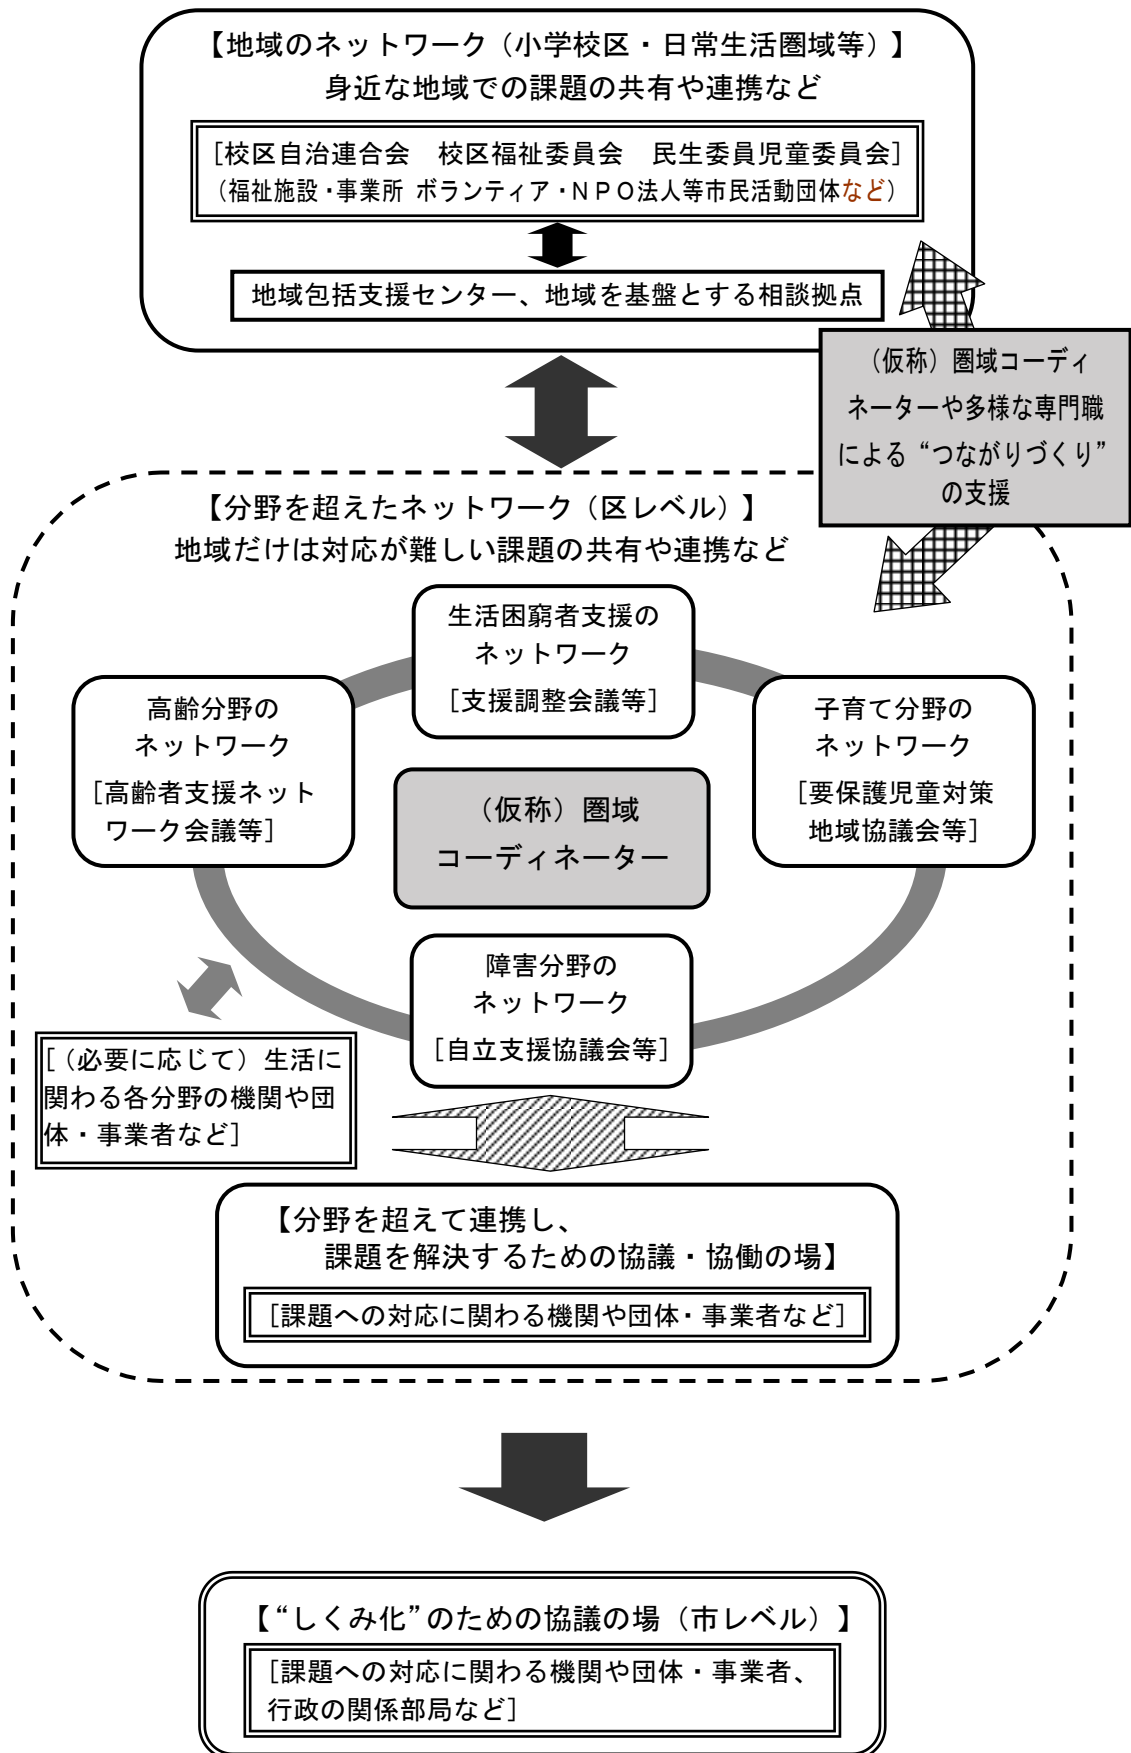 【地域のネットワーク（小学校区・日常生活圏域等）】
身近な地域での課題の共有や連携など
［校区自治連合会　校区福祉委員会　民生委員児童委員会］
（福祉施設・事業所 ボランティア・ＮＰＯ法人等市民活動団体など）
地域包括支援センター、地域を基盤とする相談拠点
（仮称）圏域コーディ
ネーターや多様な専門職
による “つながりづくり”
の支援
【分野を超えたネットワーク（区レベル）】
地域だけは対応が難しい課題の共有や連携など
生活困窮者支援の
ネットワーク
［支援調整会議等］
高齢分野の
ネットワーク
［高齢者支援ネット
ワーク会議等］
子育て分野の
ネットワーク
［要保護児童対策
地域協議会等］
（仮称）圏域
コーディネーター
障害分野の
ネットワーク
［自立支援協議会等］
［（必要に応じて）生活に
関わる各分野の機関や団
体・事業者など］
【分野を超えて連携し、
課題を解決するための協議・協働の場】
［課題への対応に関わる機関や団体・事業者など］
【“しくみ化”のための協議の場（市レベル）】
［課題への対応に関わる機関や団体・事業者、
行政の関係部局など］